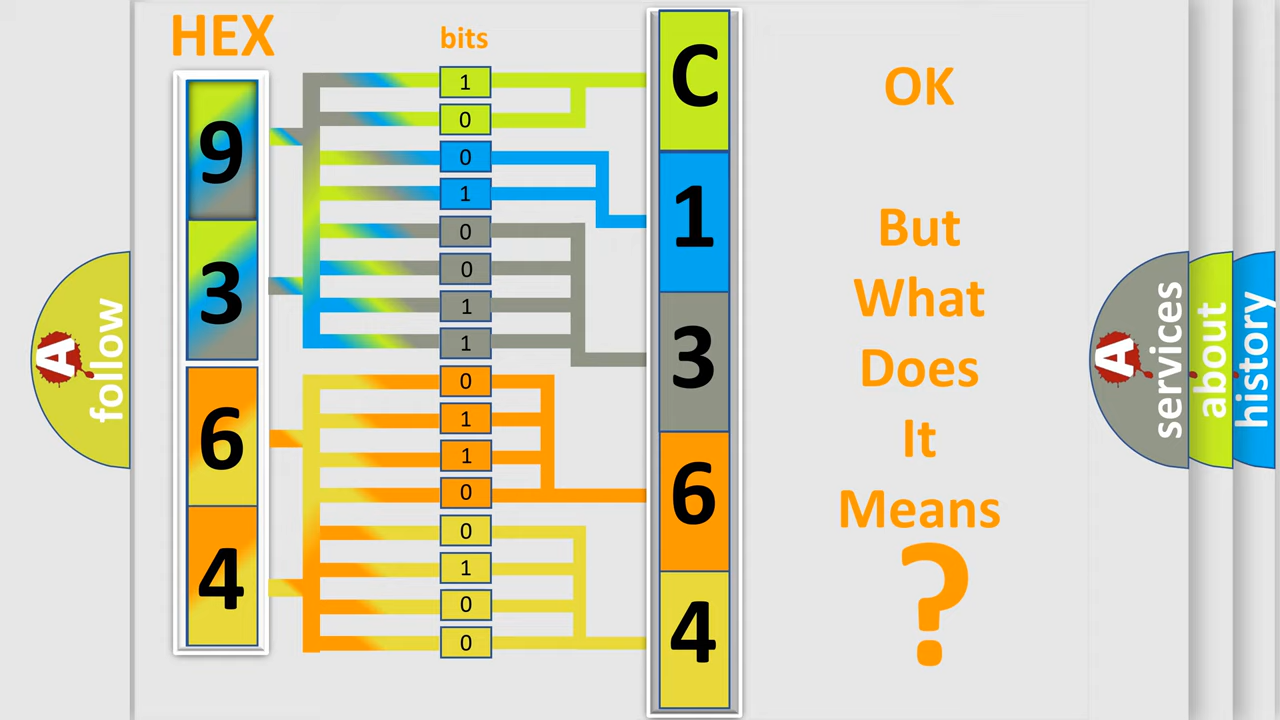 HEX
bits
9
3
6
4
1
0
0
1
0
0
1
1
0
1
1
0
0
1
0
0
C
1
3
6
4
OK
But
What
Does
It
Means
?
A
follow
A
services
about
history